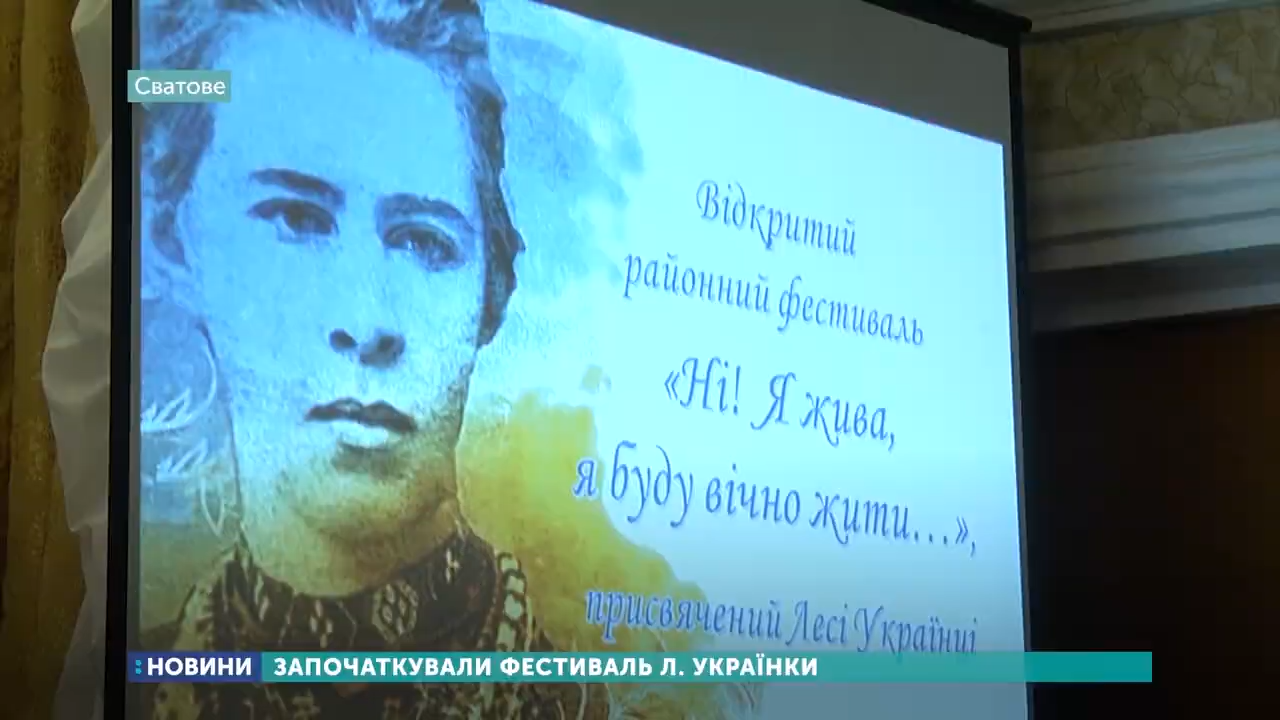 Сватове
Відкритий
районний фестиваль
«Ні! Я жива,
я буду вічно жити...»,
присвячений Лесі Українці
:НОВИНИ ЗАПОЧАТКУВАЛИ ФЕСТИВАЛЬ Л. УКРАЇНКИ